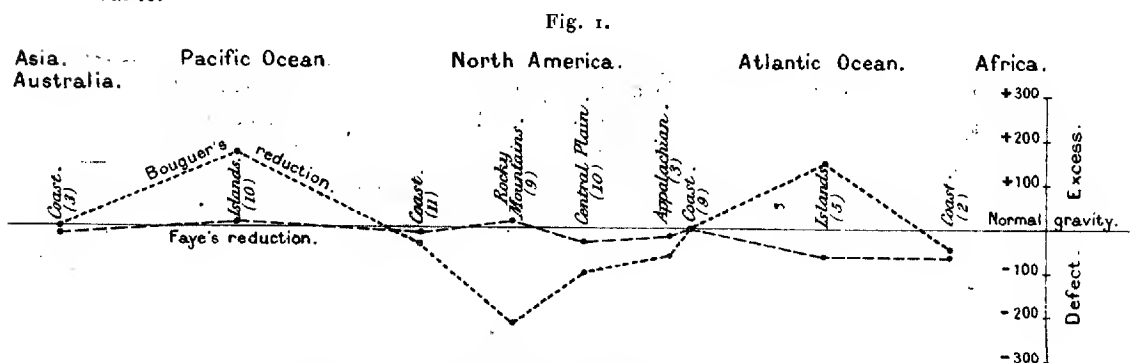 Fig. 1.
Asia. Pacific Ocean. North America. Atlantic Ocean. Africa.
Australia.
+300
+200
+100
Normal gravity.
-100
-200
-300
Excess.
Defect.
Bouguer's reduction.
Faye's reduction.
Coast.
(3)
Islands
(10)
Coast.
(11)
Rocky
Mountains.
(9)
Central Plain.
(10)
Appalachian.
(3)
Coast.
(9)
Islands
(5)
Coast.
(2)